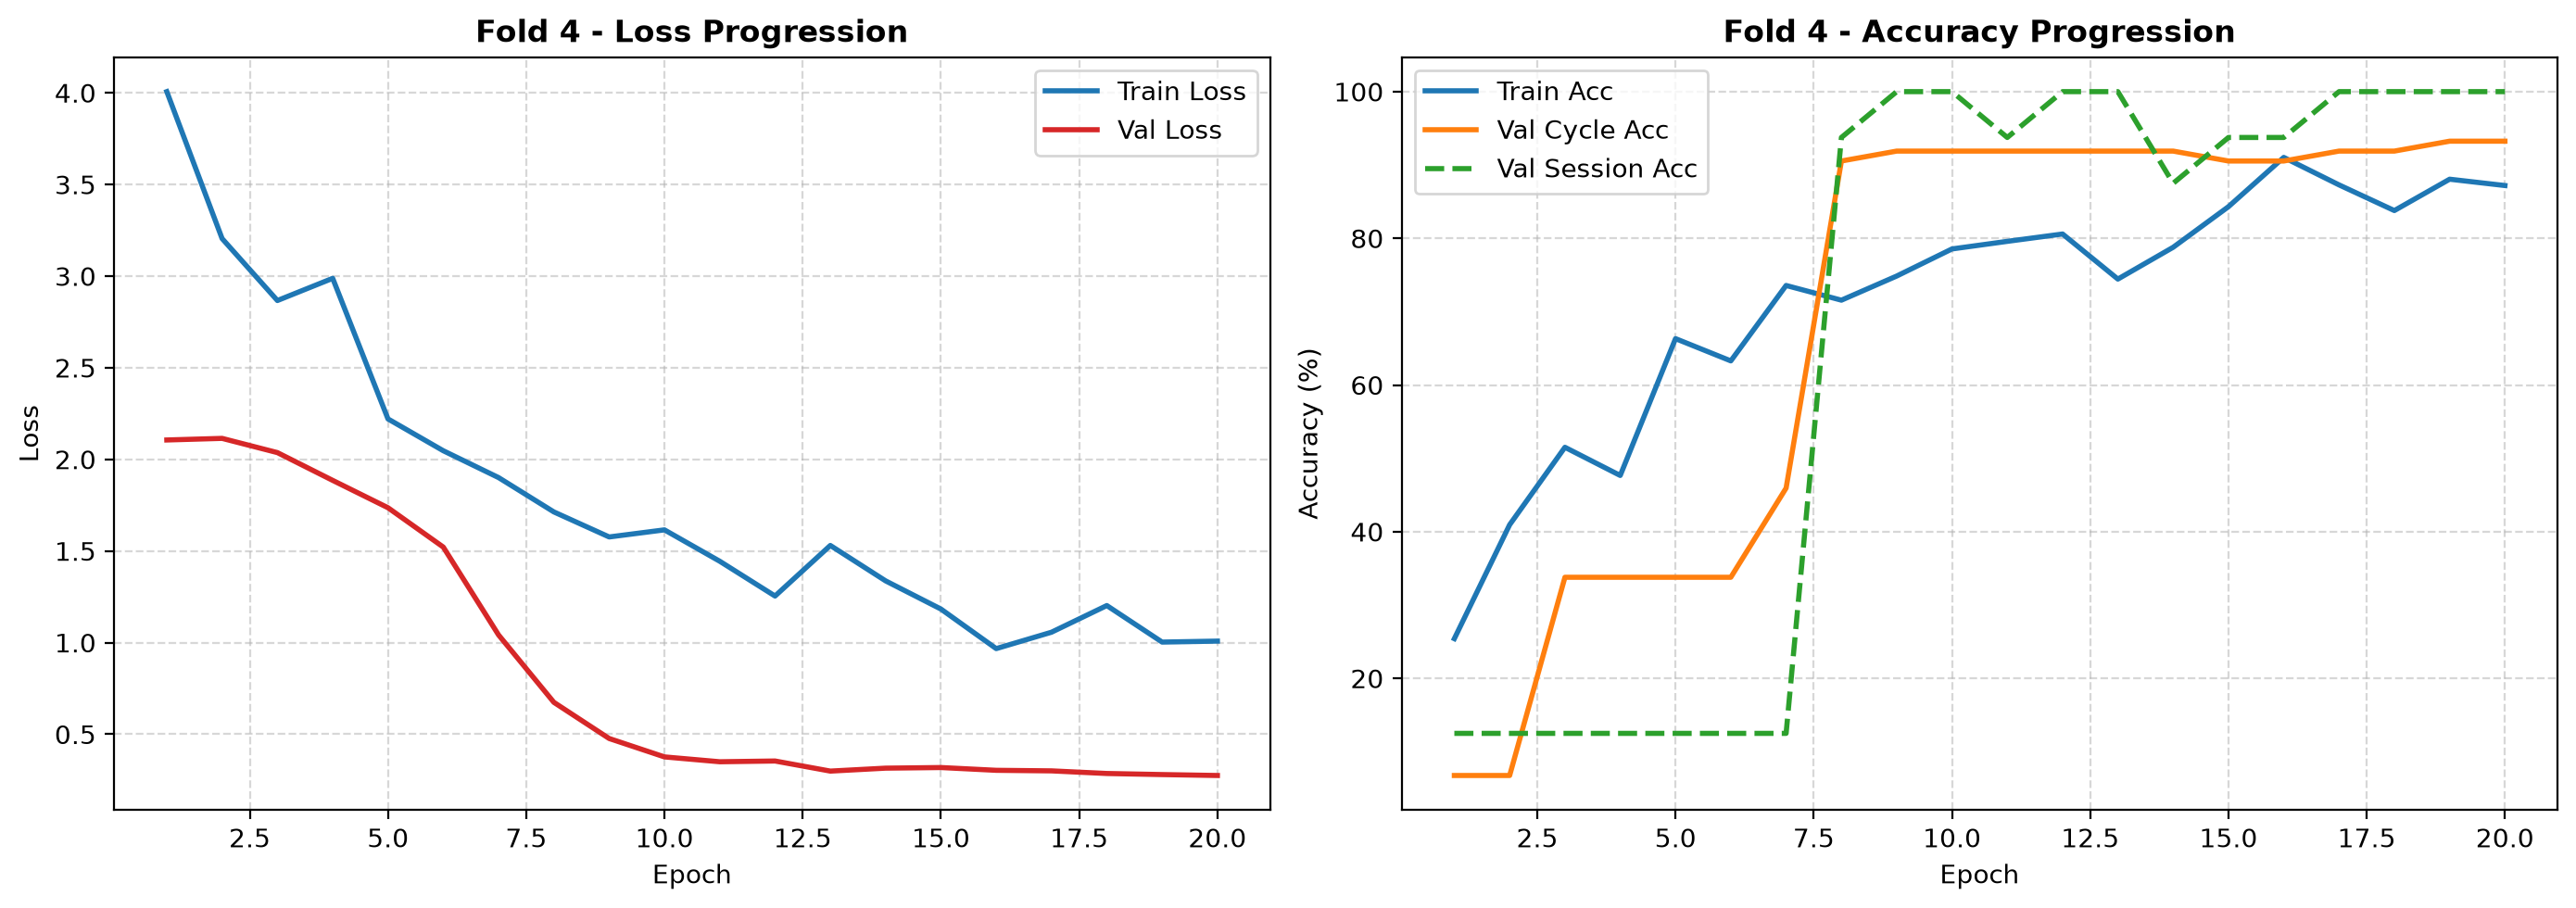 Fold 4 - Loss Progression
Train Loss
Val Loss
4.0
3.5
3.0
2.5
2.0
1.5
1.0
0.5
Loss
2.5 5.0 7.5 10.0 12.5 15.0 17.5 20.0
Epoch
Fold 4 - Accuracy Progression
Train Acc
Val Cycle Acc
Val Session Acc
100
80
60
40
20
Accuracy (%)
2.5 5.0 7.5 10.0 12.5 15.0 17.5 20.0
Epoch